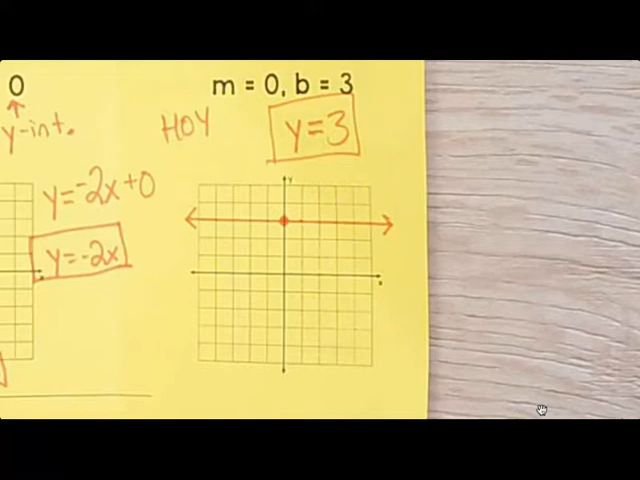 0
m = 0, b = 3
y-int.
HOY
y=3
y=-2x+0
y=-2x
y
x